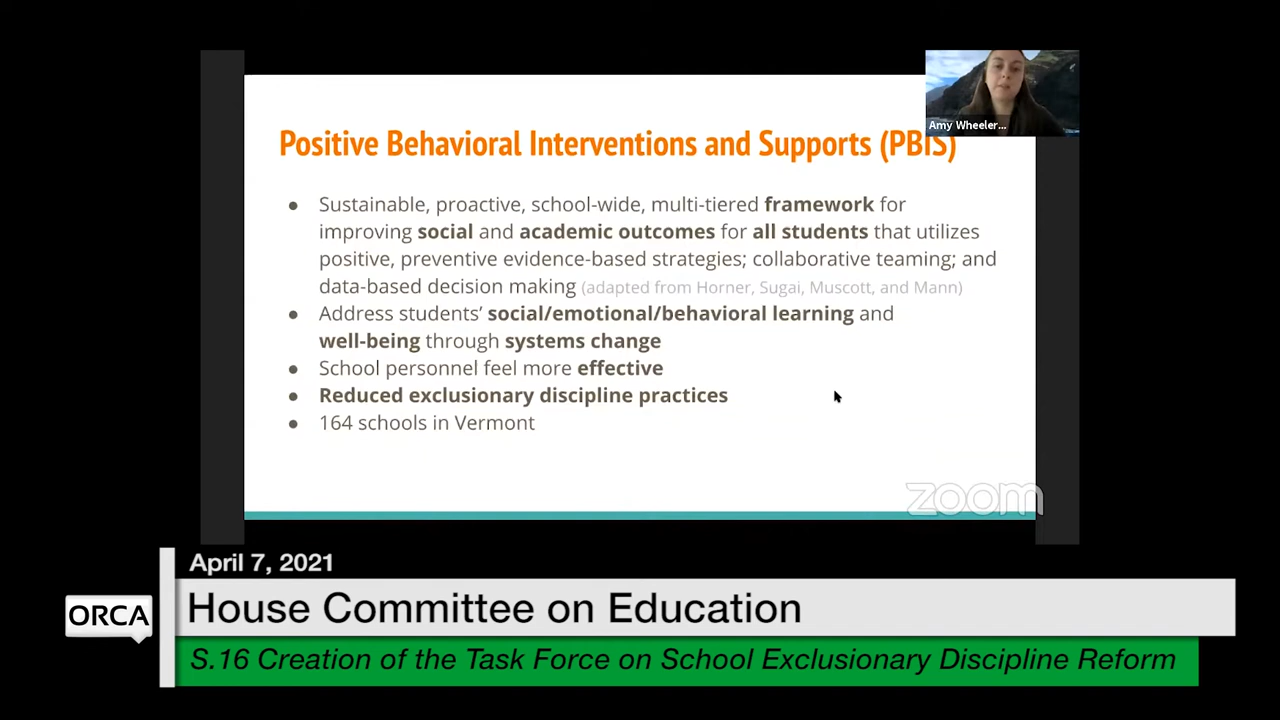 Amy Wheeler...
Positive Behavioral Interventions and Supports (PBIS)
● Sustainable, proactive, school-wide, multi-tiered framework for
improving social and academic outcomes for all students that utilizes
positive, preventive evidence-based strategies; collaborative teaming; and
data-based decision making (adapted from Horner, Sugai, Muscott, and Mann)
● Address students’ social/emotional/behavioral learning and
well-being through systems change
● School personnel feel more effective
● Reduced exclusionary discipline practices
● 164 schools in Vermont
zoom
April 7, 2021
ORCA
House Committee on Education
S.16 Creation of the Task Force on School Exclusionary Discipline Reform